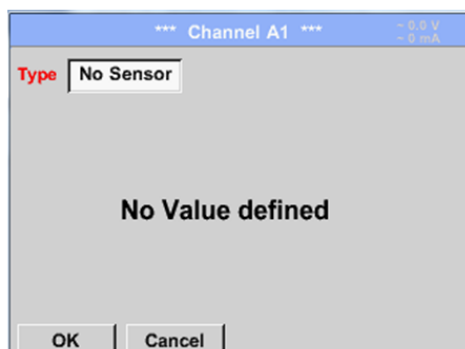 *** Channel A1 ***
~ 0.0 V
~ 0 mA
Type No Sensor
No Value defined
OK Cancel